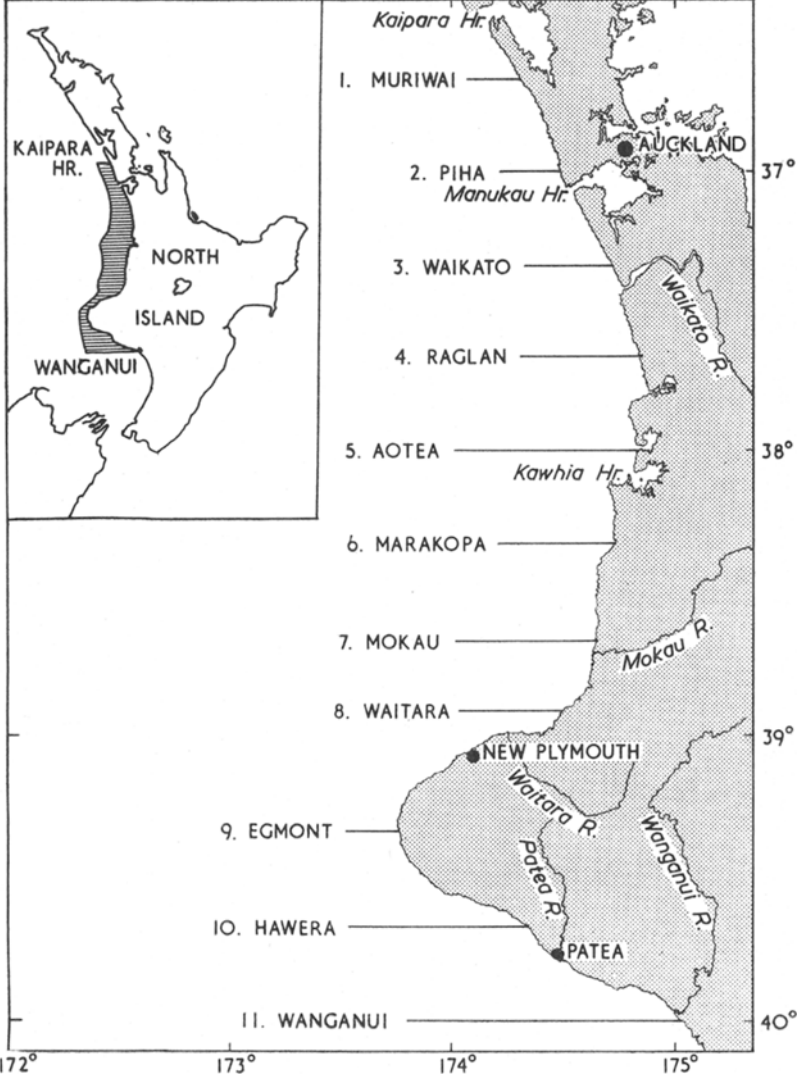 Kaipara Hr.
1. MURIWAI
KAIPARA
HR.
AUCKLAND
2. PIHA
37°
Manukau Hr.
NORTH
3. WAIKATO
Waikato R.
ISLAND
4. RAGLAN
WANGANUI
5. AOTEA
38°
Kawhia Hr.
6. MARAKOPA
7. MOKAU
Mokau R.
8. WAITARA
39°
NEW PLYMOUTH
Waitara R.
9. EGMONT
Patea R.
Wanganui R.
10. HAWERA
PATEA
11. WANGANUI
40°
172°
173°
174°
175°